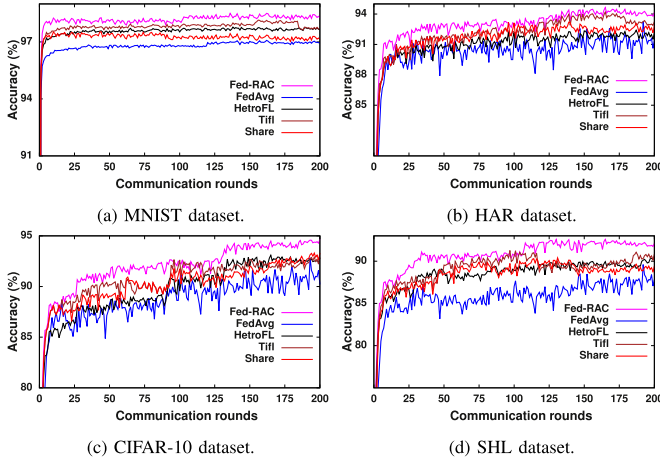 97
94
91
Accuracy (%)
0 25 50 75 100 125 150 175 200
Communication rounds
Fed-RAC
FedAvg
HetroFL
Tifl
Share
(a) MNIST dataset.
94
91
88
85
Accuracy (%)
0 25 50 75 100 125 150 175 200
Communication rounds
Fed-RAC
FedAvg
HetroFL
Tifl
Share
(b) HAR dataset.
95
90
85
80
Accuracy (%)
0 25 50 75 100 125 150 175 200
Communication rounds
Fed-RAC
FedAvg
HetroFL
Tifl
Share
(c) CIFAR-10 dataset.
90
85
80
Accuracy (%)
0 25 50 75 100 125 150 175 200
Communication rounds
Fed-RAC
FedAvg
HetroFL
Tifl
Share
(d) SHL dataset.